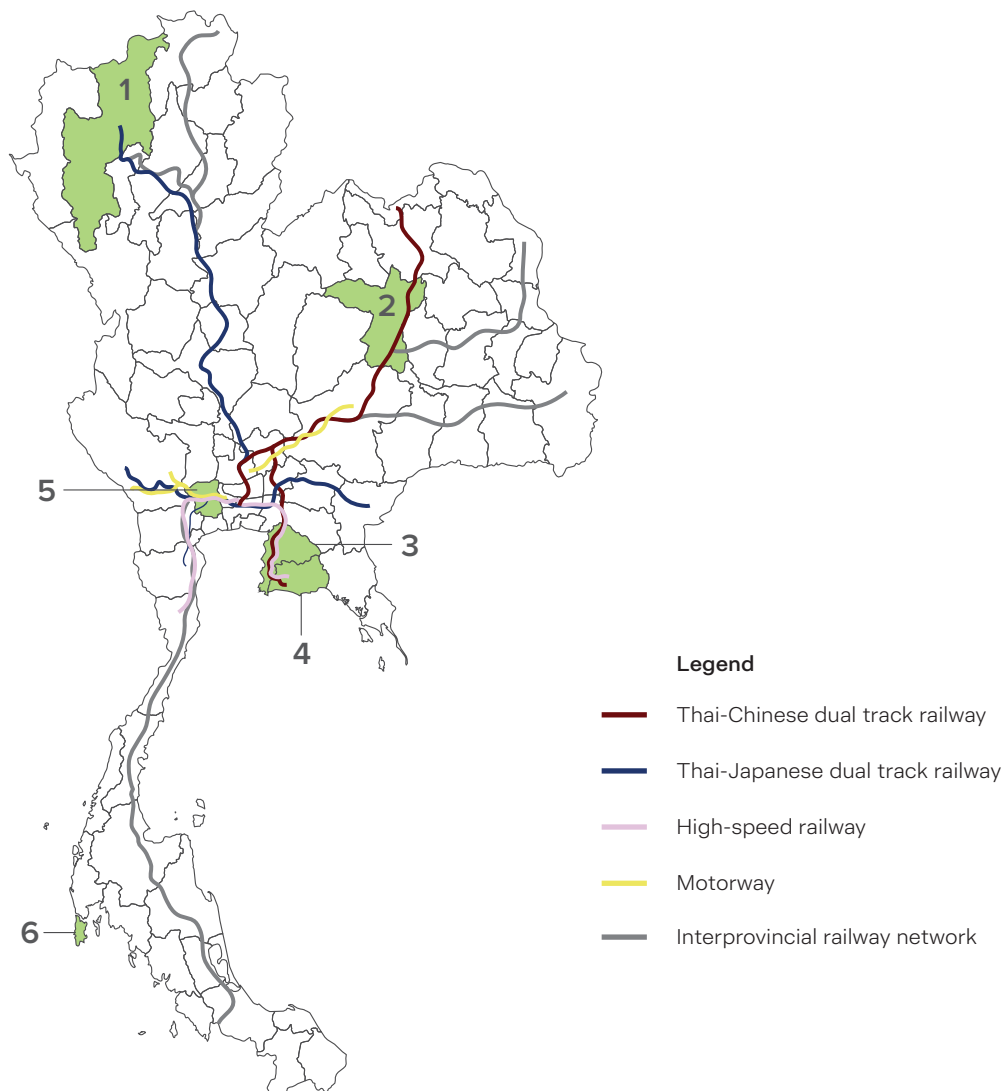 1
2
5
3
4
6
Legend
Thai-Chinese dual track railway
Thai-Japanese dual track railway
High-speed railway
Motorway
Interprovincial railway network